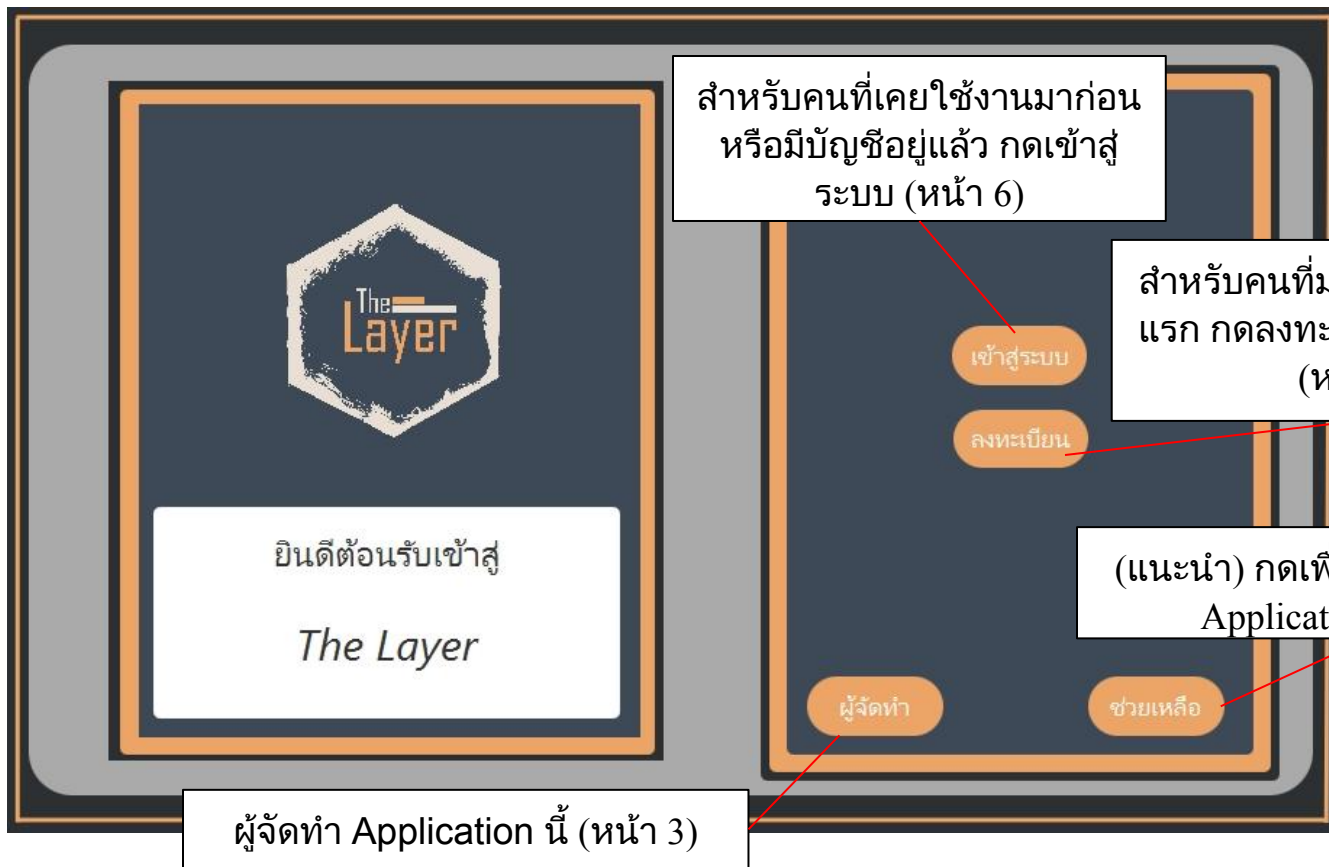 สำหรับคนที่เคยใช้งานมาก่อน
หรือมีบัญชีอยู่แล้ว กดเข้าสู่
ระบบ (หน้า 6)
The
Layer
สำหรับคนที่
แรก กดลงทะ
เข้าสู่ระบบ
ลงทะเบียน
ยินดีต้อนรับเข้าสู่
The Layer
(แนะนำ) กด
Applicat
ผู้จัดทำ
ช่วยเหลือ
ผู้จัดทำ Application นี้ (หน้า 3)